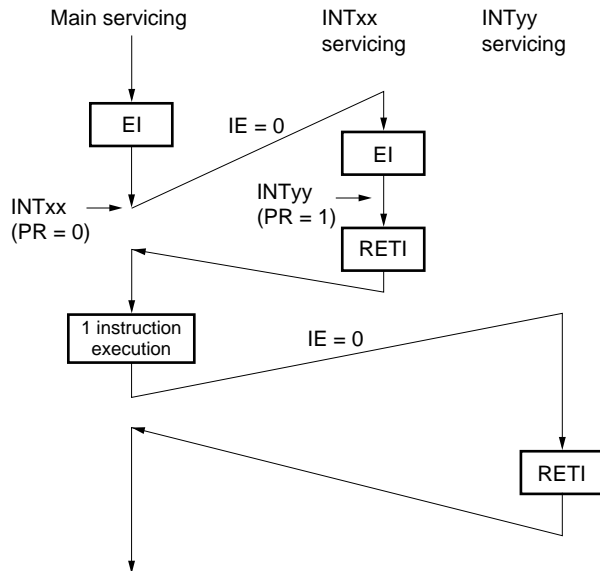 Main servicing
INTxx
servicing
INTyy
servicing
EI
IE = 0
EI
INTxx
(PR = 0)
INTyy
(PR = 1)
RETI
1 instruction
execution
IE = 0
RETI